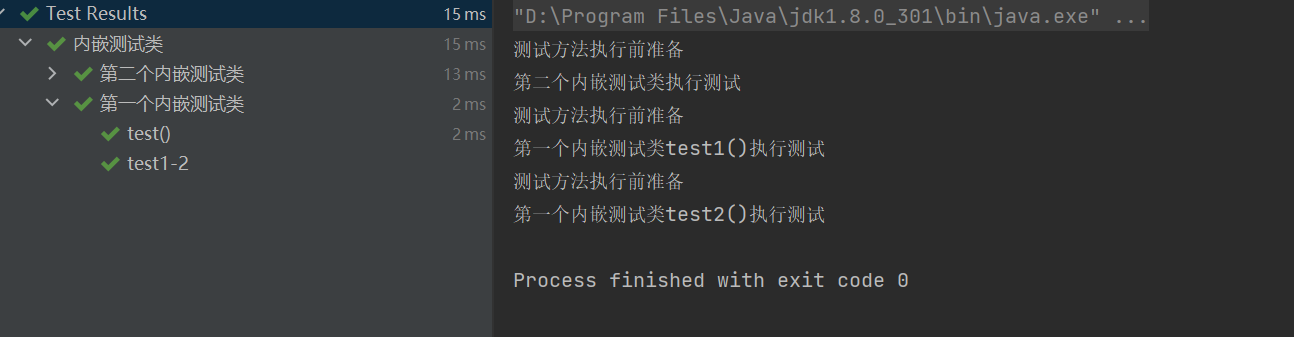 Test Results 15 ms
内嵌测试类 15 ms
第二个内嵌测试类 13 ms
第一个内嵌测试类 2 ms
test() 2 ms
test1-2
"D:\Program Files\Java\jdk1.8.0_301\bin\java.exe" ...
测试方法执行前准备
第二个内嵌测试类执行测试
测试方法执行前准备
第一个内嵌测试类test1()执行测试
测试方法执行前准备
第一个内嵌测试类test2()执行测试
Process finished with exit code 0